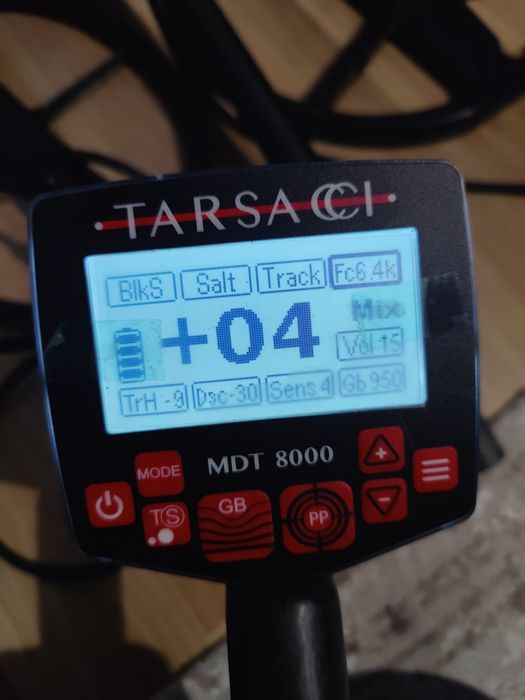 TARSACCI
BlkS Salt Track Fc6.4k
Mix
+04
Vol 15
TrH -9 Dsc-30 Sens 4 Gb 950
MODE MDT 8000 +
TS GB PP -